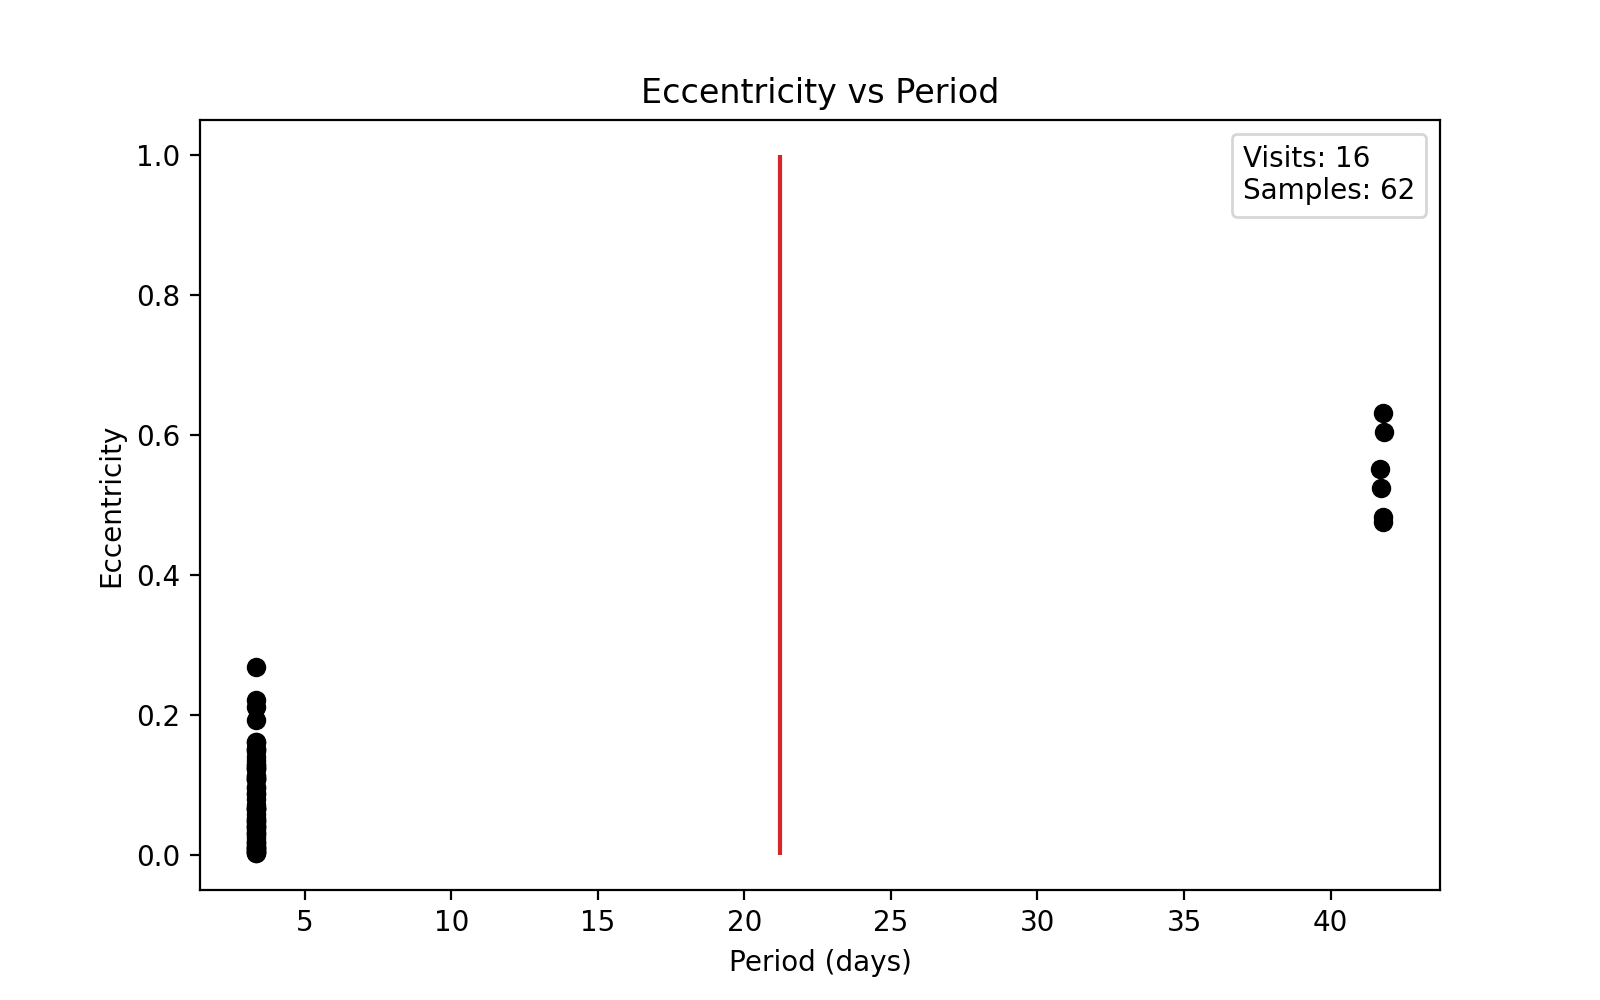 Eccentricity vs Period
Visits: 16
Samples: 62
1.0
0.8
0.6
0.4
0.2
0.0
Eccentricity
5 10 15 20 25 30 35 40
Period (days)